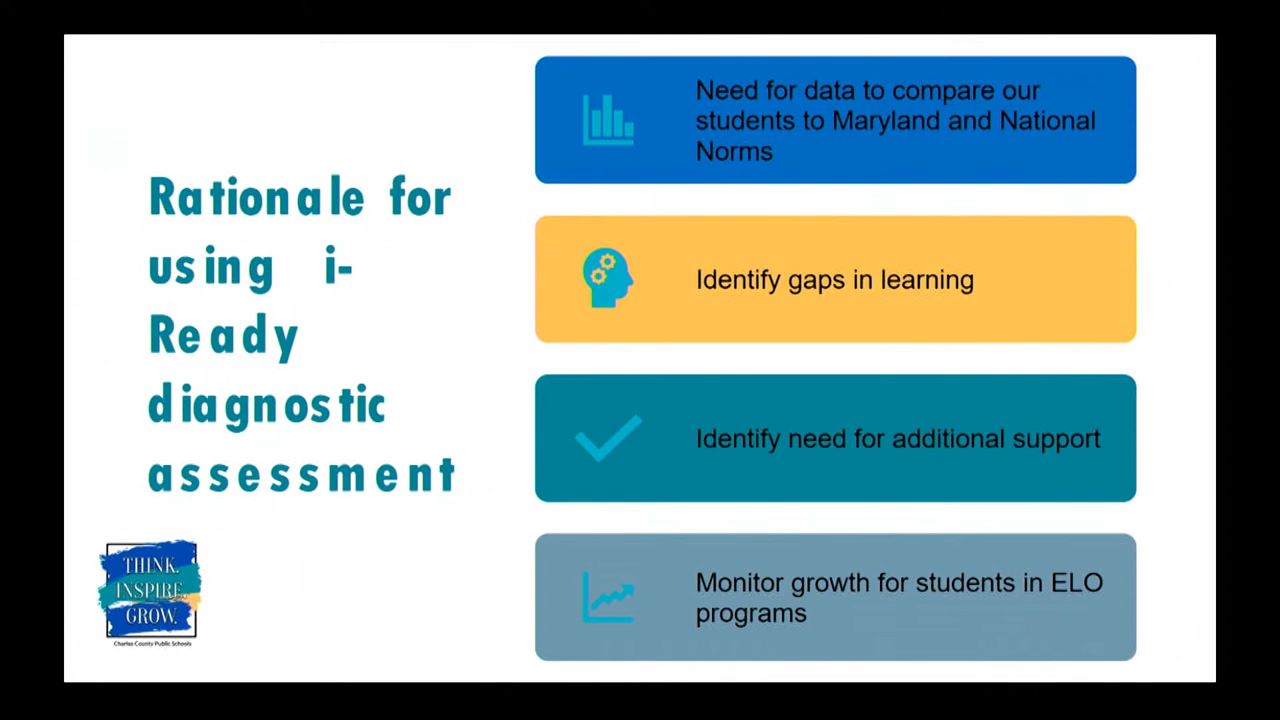 Rationale for
using i-
Ready
diagnostic
assessment
Need for data to compare our
students to Maryland and National
Norms
Identify gaps in learning
Identify need for additional support
Monitor growth for students in ELO
programs
THINK.
INSPIRE.
GROW.
Charles County Public Schools